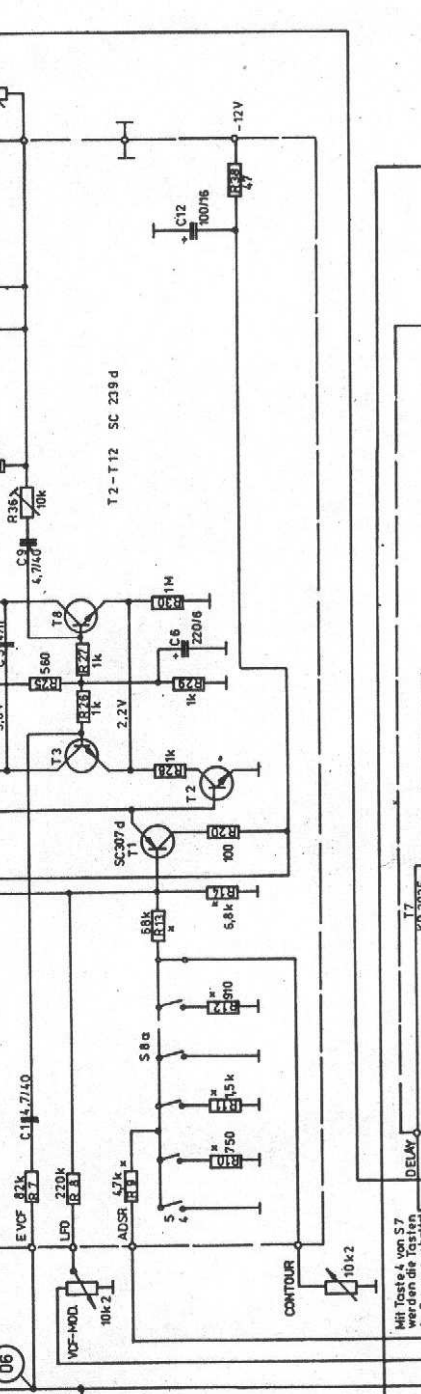 -12V
R38
47
C12
+
100/16
T2-T12 SC 239 d
R36
10k
C9
4,7/40
T8
R30
1M
C6
+
220/6
560
R25
R27
1k
R26
1k
R29
1k
2,2V
T3
R28
1k
T2
SC307d
T1
R20
100
R14
6,8k
68k
R13
R12
910
S8a
R11
1,5k
R10
750
5
4
C1 4,7/40
82k
R7
EVCF
220k
R8
LFO
47k
R9
ADSR
VCF-MOD.
10k2
CONTOUR
10k2
06
T7
DELAY
Mit Taste 4 von S7
werden die Tasten